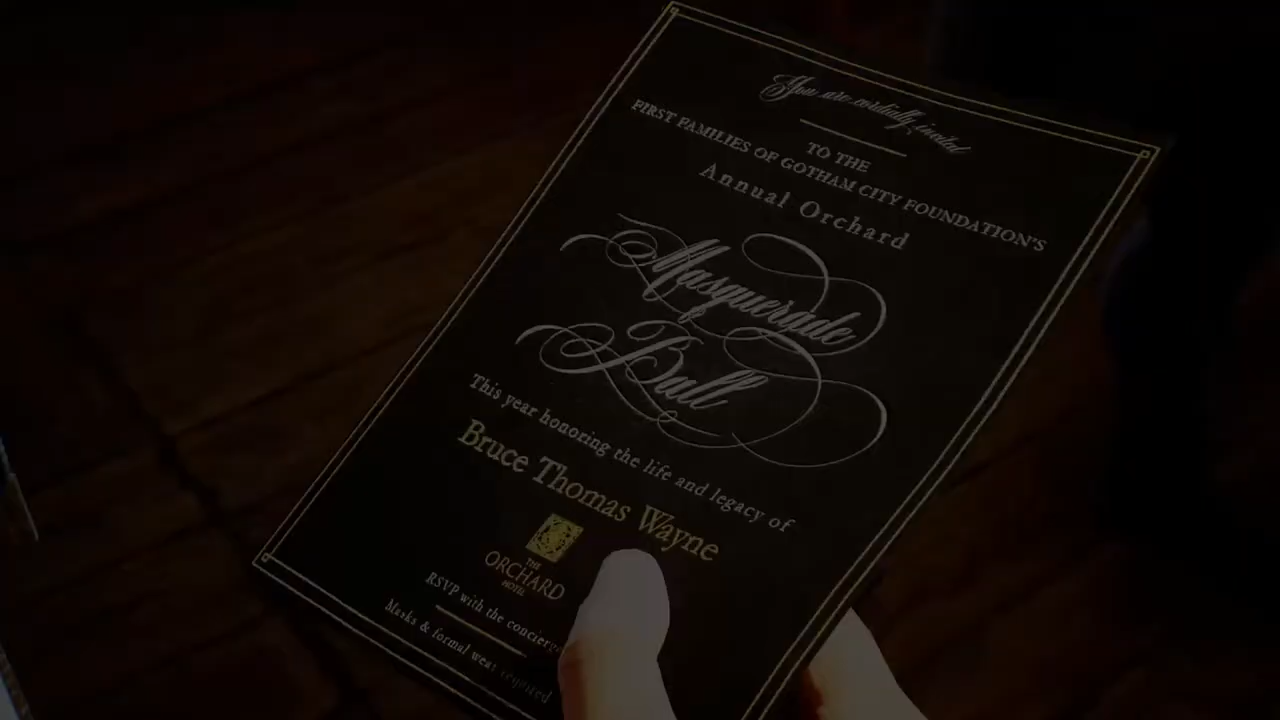 You are cordially invited
TO THE
FIRST FAMILIES OF GOTHAM CITY FOUNDATION'S
Annual Orchard
Masquerade
Ball
This year honoring the life and legacy of
Bruce Thomas Wayne
THE
ORCHARD
HOTEL
RSVP with the concierge
Masks & formal wear required